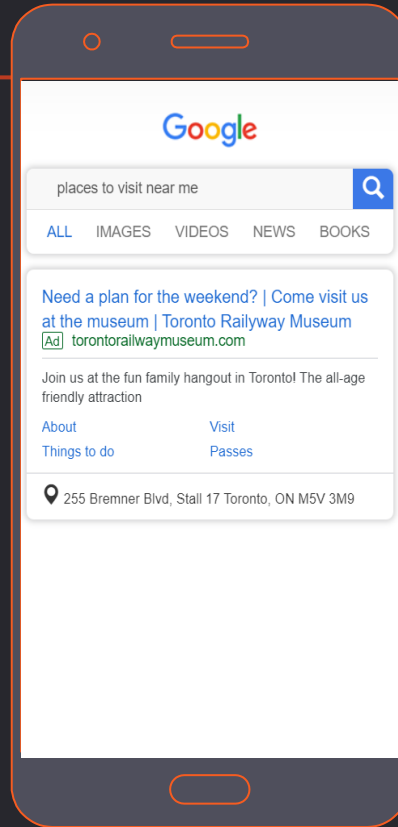 Google
places to visit near me
ALL IMAGES VIDEOS NEWS BOOKS
Need a plan for the weekend? | Come visit us
at the museum | Toronto Railyway Museum
Ad torontorailwaymuseum.com
Join us at the fun family hangout in Toronto! The all-age
friendly attraction
About Visit
Things to do Passes
255 Bremner Blvd, Stall 17 Toronto, ON M5V 3M9